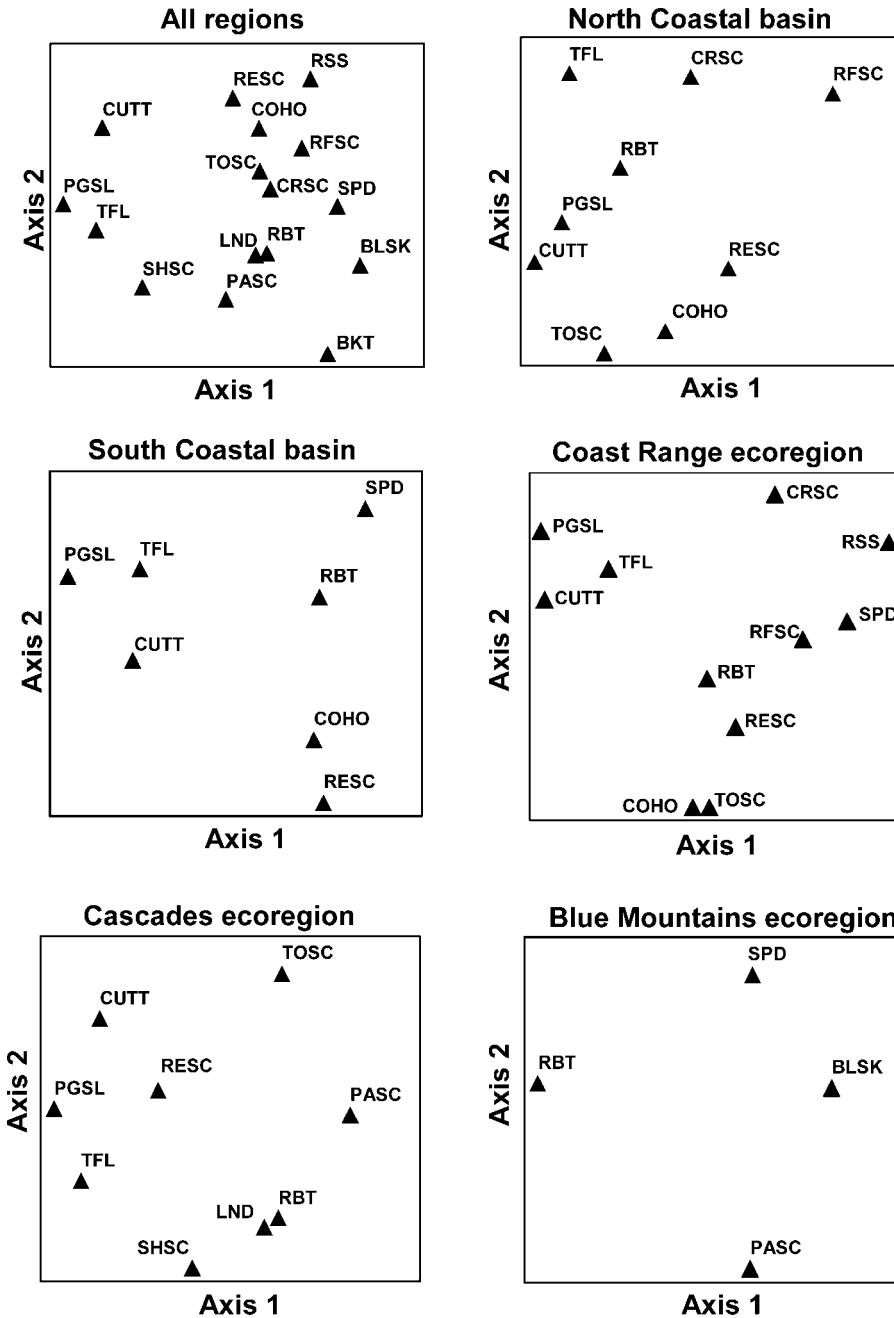 All regions
RSS
RESC
CUTT
COHO
RFSC
TOSC
CRSC
PGSL
SPD
TFL
LND
RBT
BLSK
SHSC
PASC
BKT
Axis 2
Axis 1
North Coastal basin
TFL
CRSC
RFSC
RBT
PGSL
CUTT
RESC
COHO
TOSC
Axis 2
Axis 1
South Coastal basin
SPD
TFL
PGSL
RBT
CUTT
COHO
RESC
Axis 2
Axis 1
Coast Range ecoregion
CRSC
PGSL
RSS
TFL
CUTT
SPD
RFSC
RBT
RESC
COHO
TOSC
Axis 2
Axis 1
Cascades ecoregion
TOSC
CUTT
RESC
PGSL
PASC
TFL
RBT
LND
SHSC
Axis 2
Axis 1
Blue Mountains ecoregion
SPD
RBT
BLSK
PASC
Axis 2
Axis 1